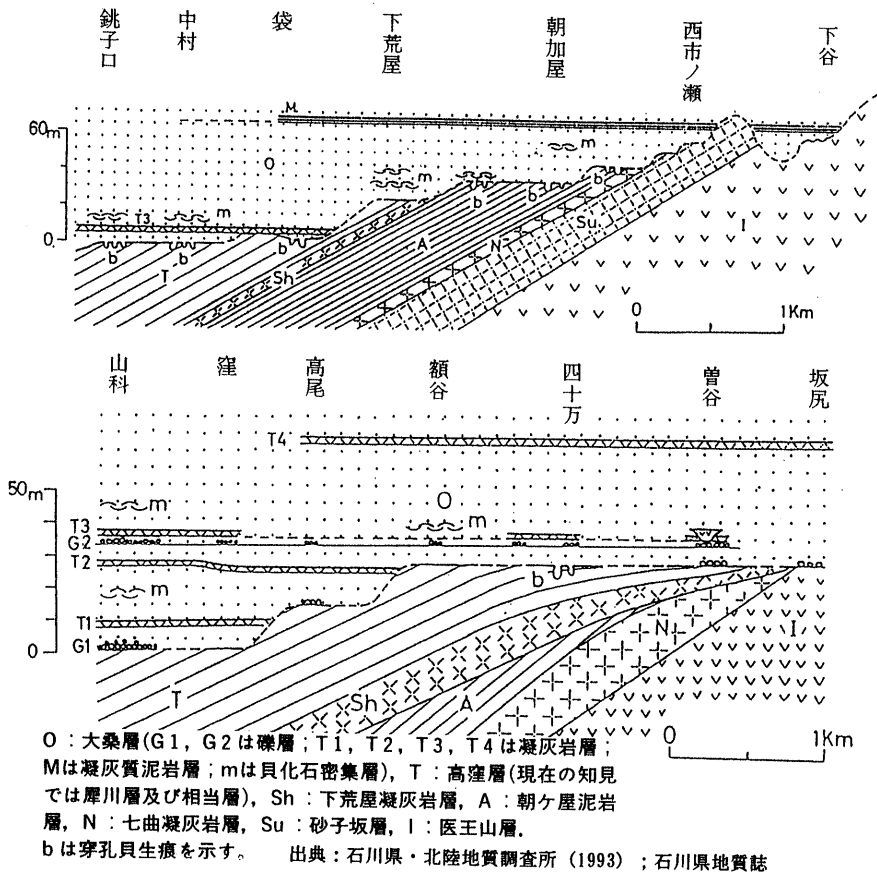 銚子口 中村 袋 下荒屋 朝加屋 西市ノ瀬 下谷
M
60m
m
O
m
b
b
b
T3
m
m
0
b
b
b
A
N
Su
I
T
Sh
0 1Km
山科 窪 高尾 額谷 四十万 曽谷 坂尻
T4
50m
m
O
m
T3
G2
T2
b
m
T1
N
I
0
G1
T
Sh
A
0 1Km
O:大桑層(G1, G2は礫層;T1, T2, T3, T4は凝灰岩層;
Mは凝灰質泥岩層;mは貝化石密集層), T:高窪層(現在の知見
では犀川層及び相当層), Sh:下荒屋凝灰岩層, A:朝ケ屋泥岩
層, N:七曲凝灰岩層, Su:砂子坂層, I:医王山層.
bは穿孔貝生痕を示す。 出典:石川県・北陸地質調査所(1993);石川県地質誌